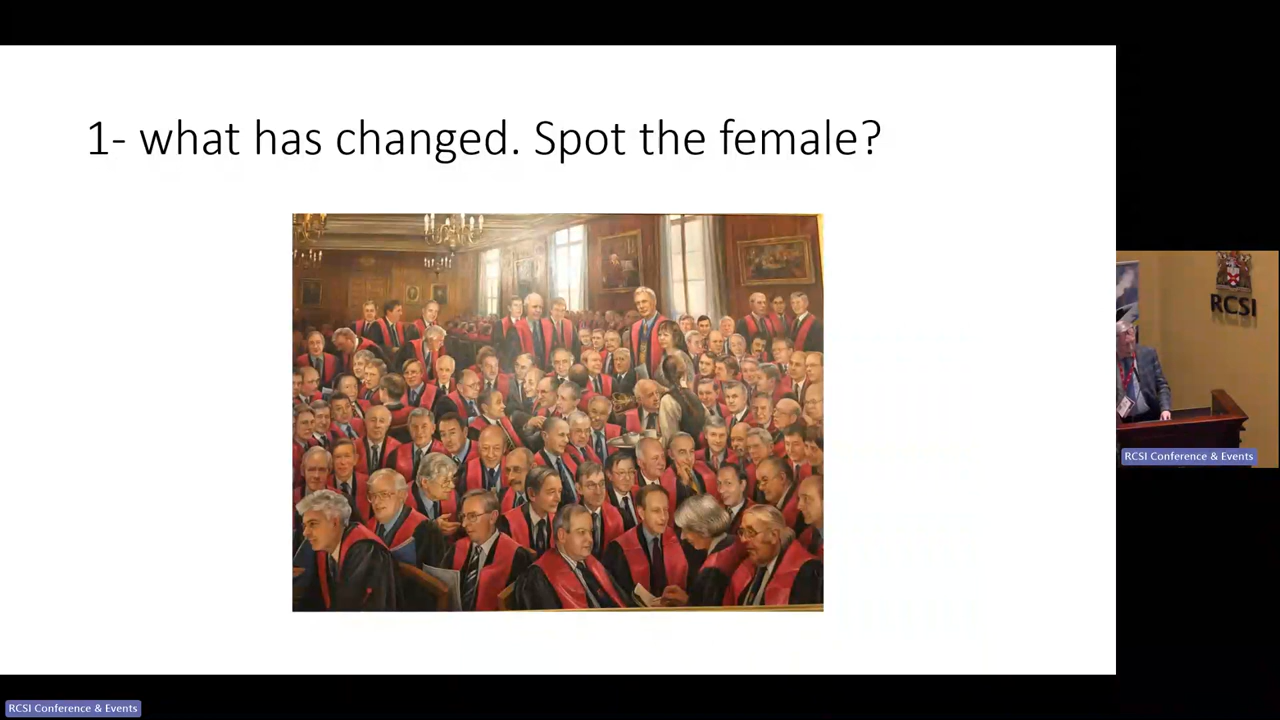 1- what has changed. Spot the female?
RCSI
RCSI Conference & Events
RCSI Conference & Events